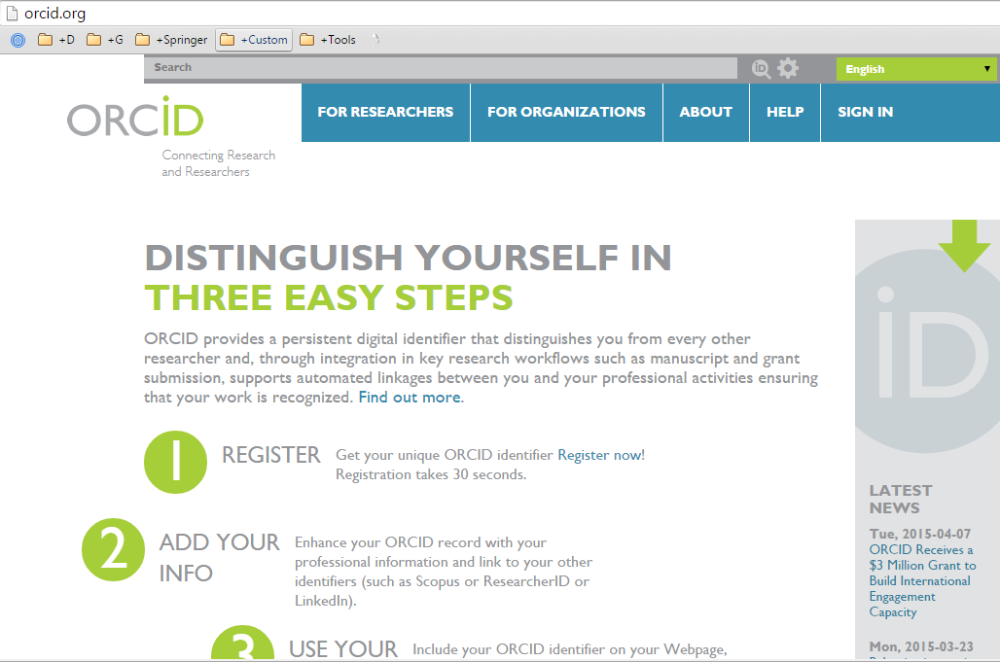 orcid.org
+D
+G
+Springer
+Custom
+Tools
Search
iD
English
ORCID
Connecting Research
and Researchers
FOR RESEARCHERS
FOR ORGANIZATIONS
ABOUT
HELP
SIGN IN
DISTINGUISH YOURSELF IN
THREE EASY STEPS
ORCID provides a persistent digital identifier that distinguishes you from every other
researcher and, through integration in key research workflows such as manuscript and grant
submission, supports automated linkages between you and your professional activities ensuring
that your work is recognized. Find out more.
1
REGISTER
Get your unique ORCID identifier Register now!
Registration takes 30 seconds.
2
ADD YOUR
INFO
Enhance your ORCID record with your
professional information and link to your other
identifiers (such as Scopus or ResearcherID or
LinkedIn).
3
USE YOUR
Include your ORCID identifier on your Webpage,
iD
LATEST
NEWS
Tue, 2015-04-07
ORCID Receives a
$3 Million Grant to
Build International
Engagement
Capacity
Mon, 2015-03-23